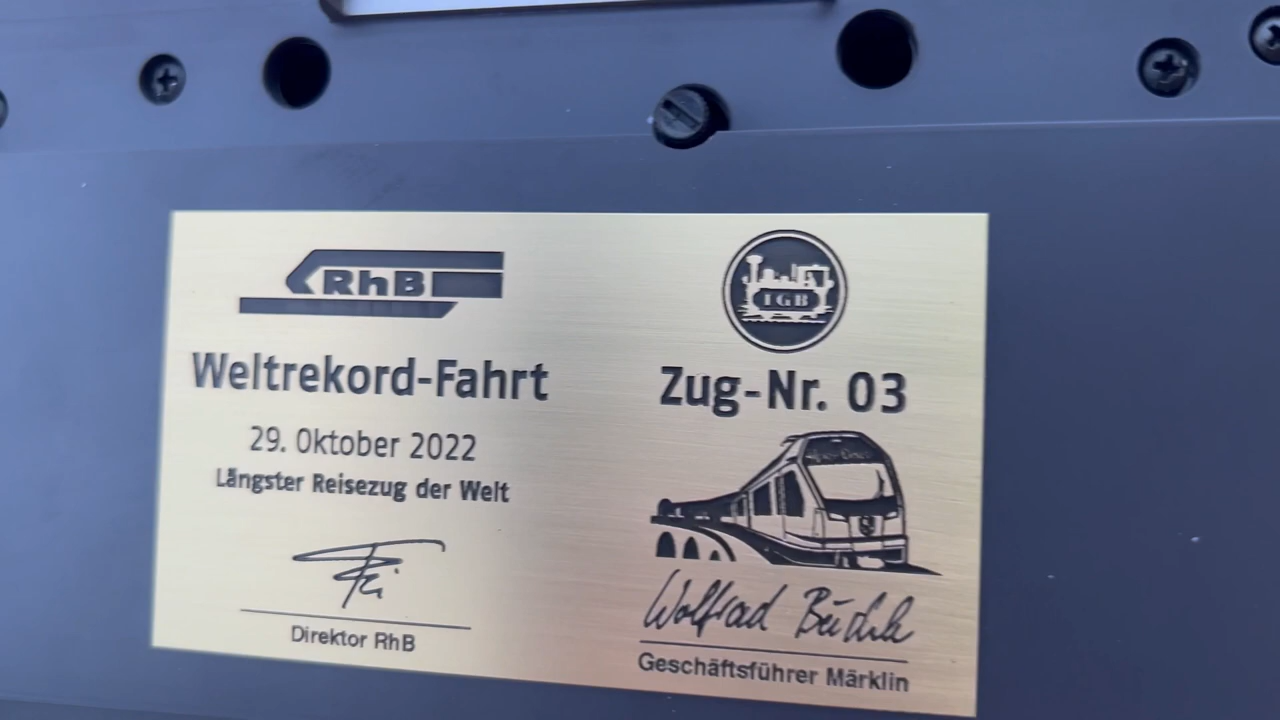 RhB
Weltrekord-Fahrt
29. Oktober 2022
Längster Reisezug der Welt
Direktor RhB
LGB
Zug-Nr. 03
Wolfrad Bächle
Geschäftsführer Märklin